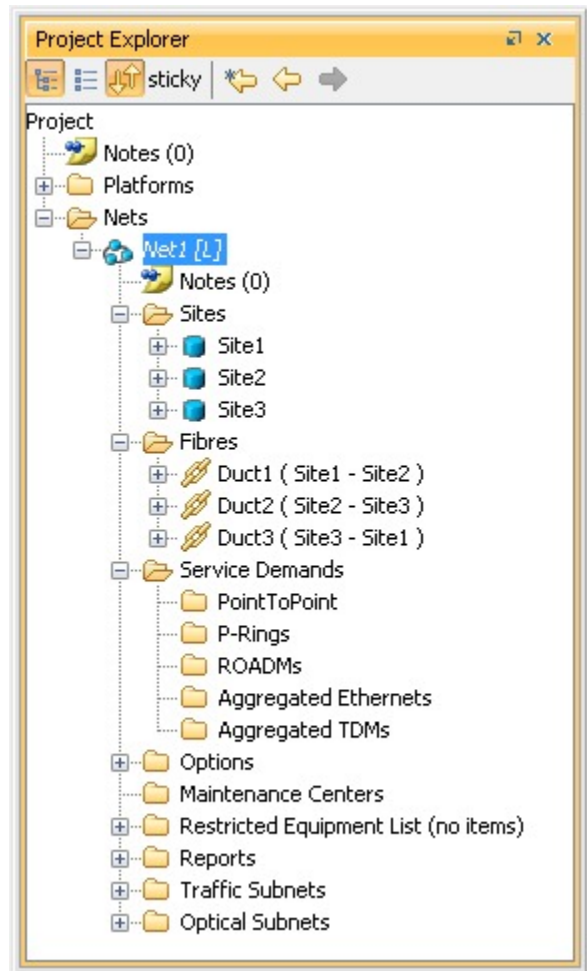 Project Explorer
sticky
Project
Notes (0)
Platforms
Nets
Net1 [L]
Notes (0)
Sites
Site1
Site2
Site3
Fibres
Duct1 ( Site1 - Site2 )
Duct2 ( Site2 - Site3 )
Duct3 ( Site3 - Site1 )
Service Demands
PointToPoint
P-Rings
ROADMs
Aggregated Ethernets
Aggregated TDMs
Options
Maintenance Centers
Restricted Equipment List (no items)
Reports
Traffic Subnets
Optical Subnets